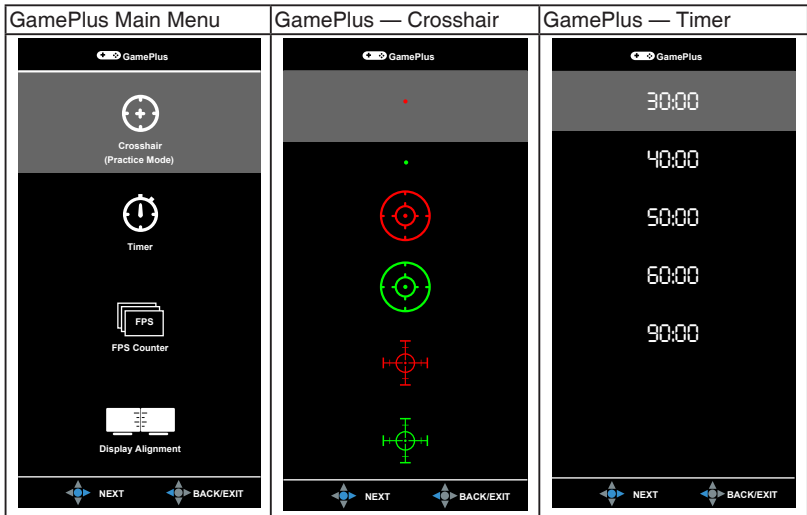 GamePlus Main Menu
GamePlus — Crosshair
GamePlus — Timer
GamePlus
Crosshair
(Practice Mode)
Timer
FPS
FPS Counter
Display Alignment
NEXT
BACK/EXIT
GamePlus
NEXT
BACK/EXIT
GamePlus
30:00
40:00
50:00
60:00
90:00
NEXT
BACK/EXIT